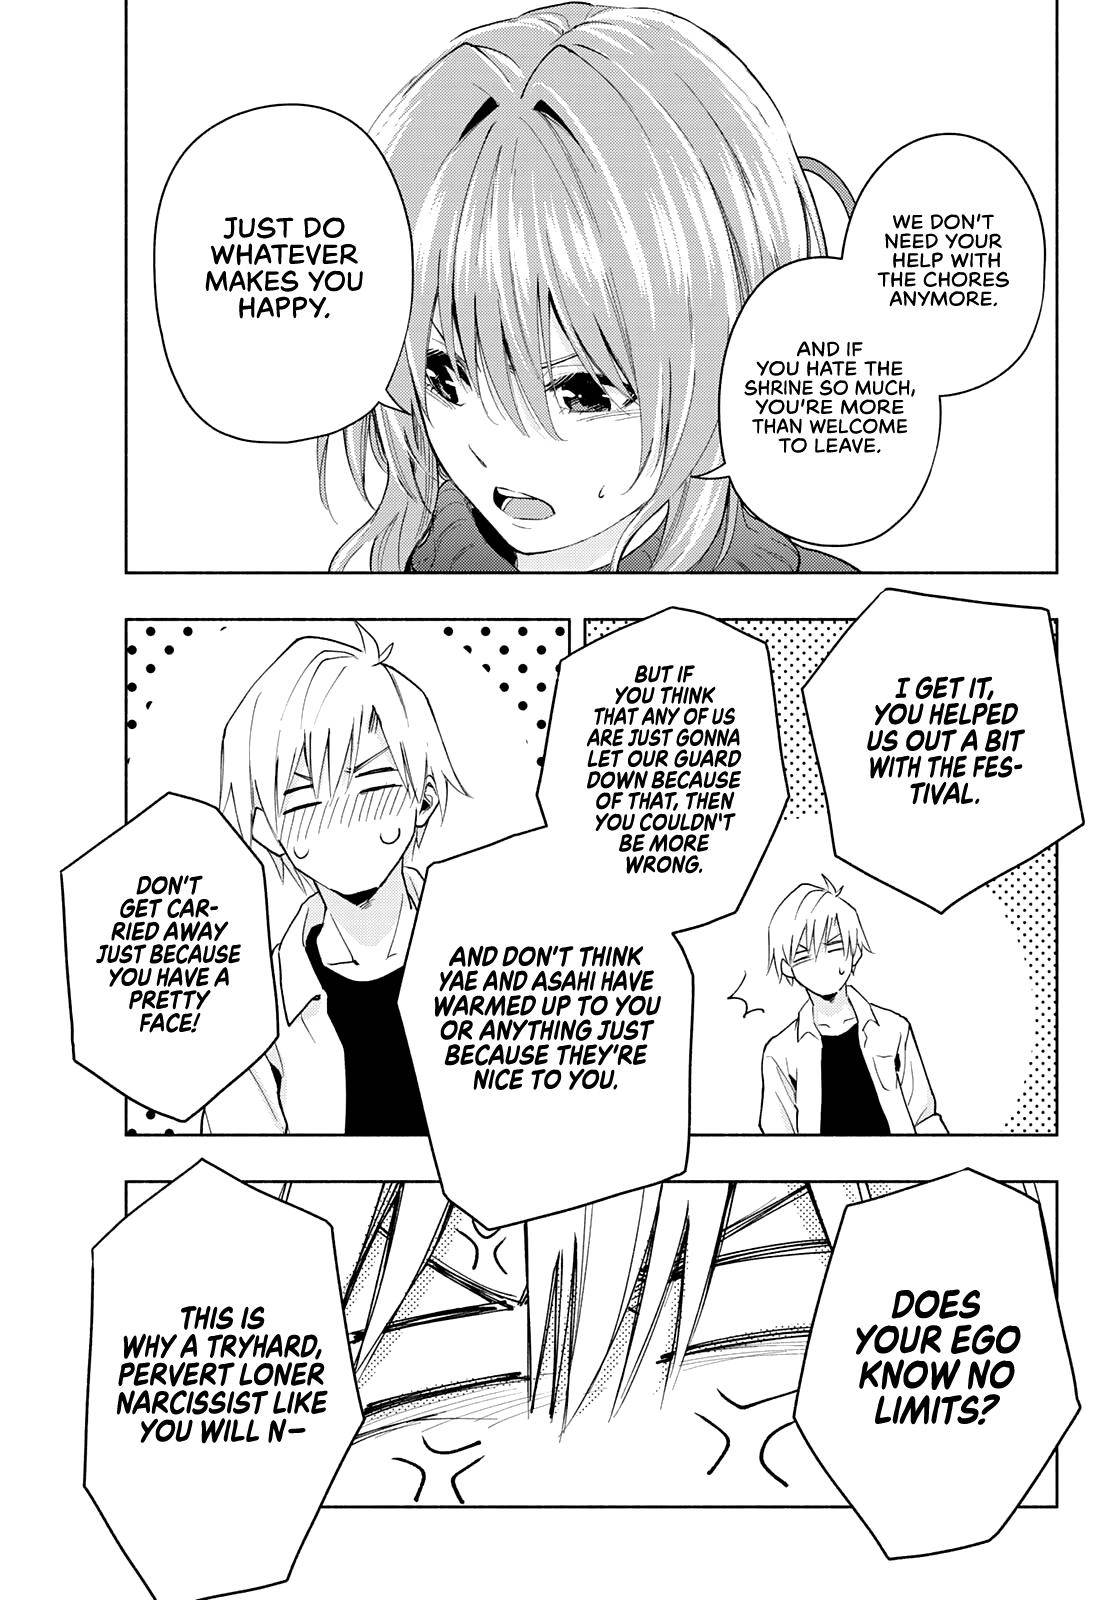 WE DON'T
NEED YOUR
HELP WITH
THE CHORES
ANYMORE.
AND IF
YOU HATE THE
SHRINE SO MUCH,
YOU'RE MORE
THAN WELCOME
TO LEAVE.
JUST DO
WHATEVER
MAKES YOU
HAPPY.
I GET IT,
YOU HELPED
US OUT A BIT
WITH THE FES-
TIVAL.
BUT IF
YOU THINK
THAT ANY OF US
ARE JUST GONNA
LET OUR GUARD
DOWN BECAUSE
OF THAT, THEN
YOU COULDN'T
BE MORE
WRONG.
AND DON'T THINK
YAE AND ASAHI HAVE
WARMED UP TO YOU
OR ANYTHING JUST
BECAUSE THEY'RE
NICE TO YOU.
DON'T
GET CAR-
RIED AWAY
JUST BECAUSE
YOU HAVE A
PRETTY
FACE!
DOES
YOUR EGO
KNOW NO
LIMITS?
THIS IS
WHY A TRYHARD,
PERVERT LONER
NARCISSIST LIKE
YOU WILL N—